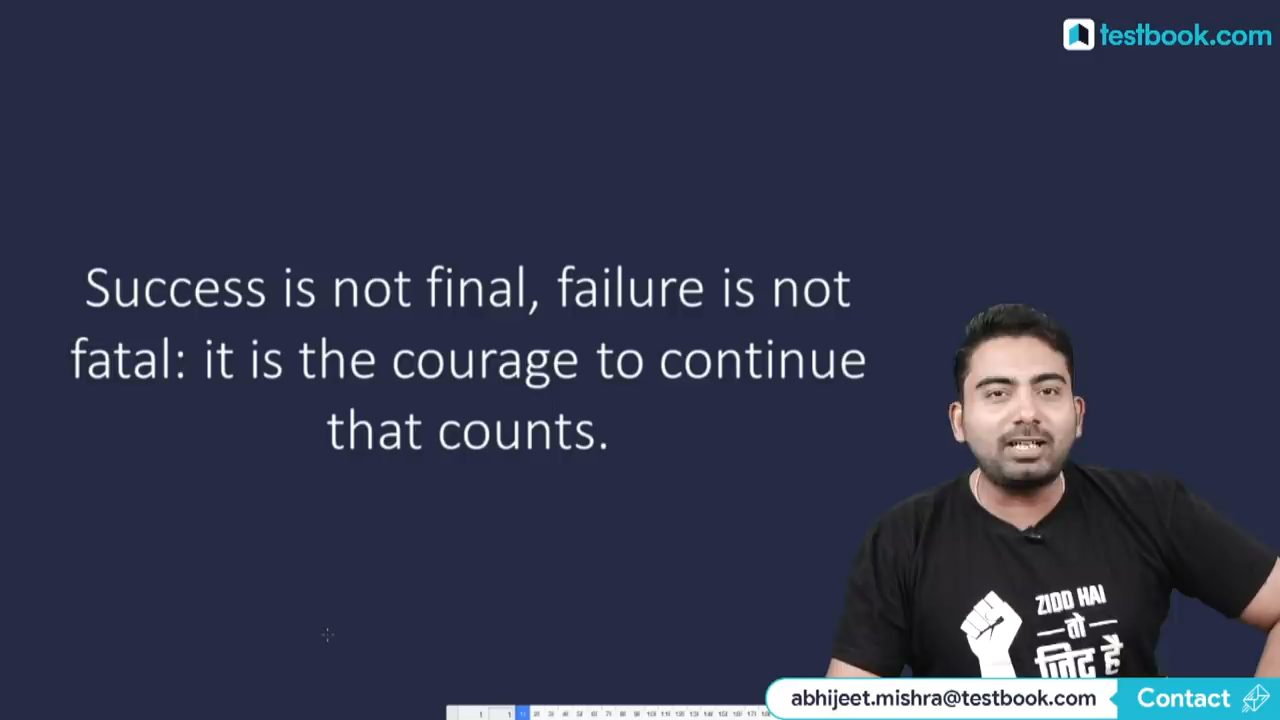 testbook.com
Success is not final, failure is not
fatal: it is the courage to continue
that counts.
ZIDD HAI
तो
जिद है
abhijeet.mishra@testbook.com
Contact